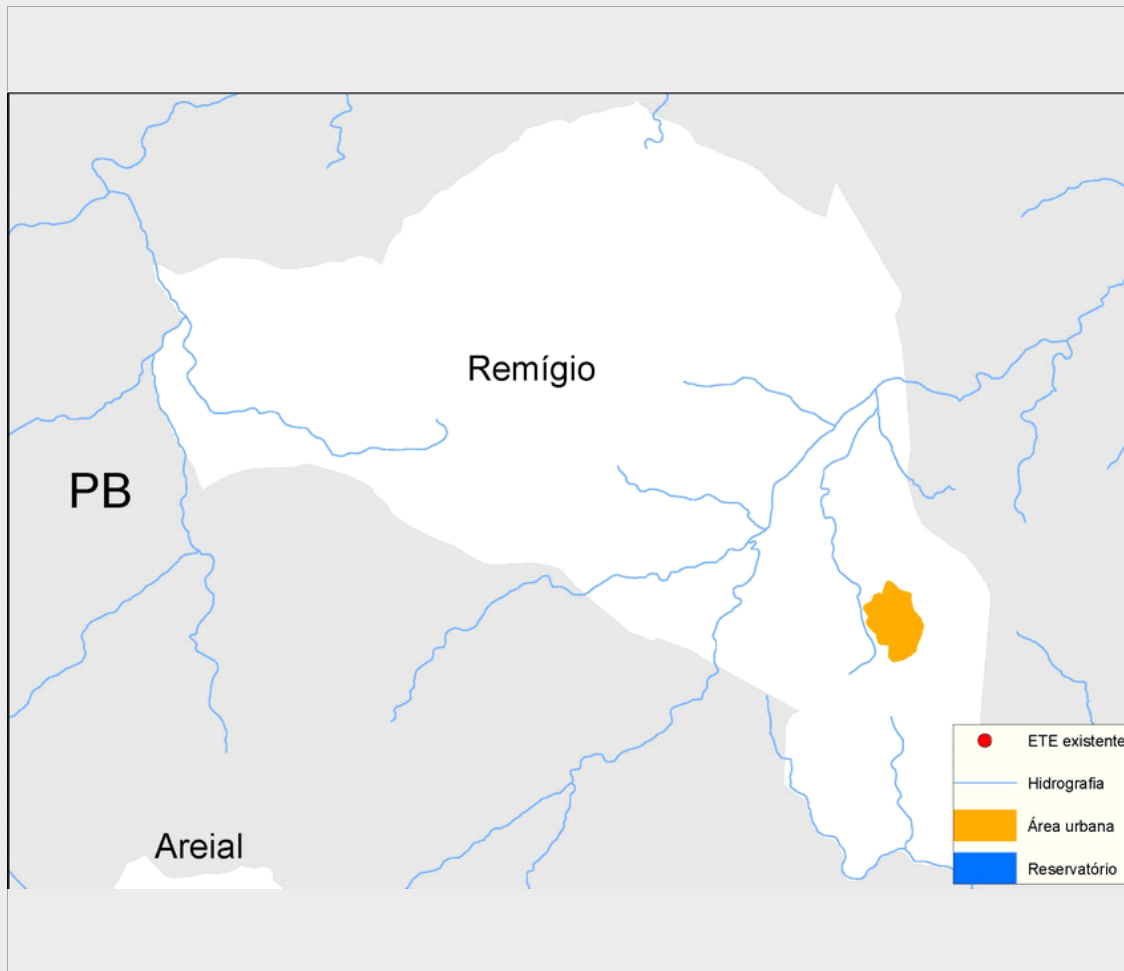 Remígio
PB
Areial
ETE existente
Hidrografia
Área urbana
Reservatório